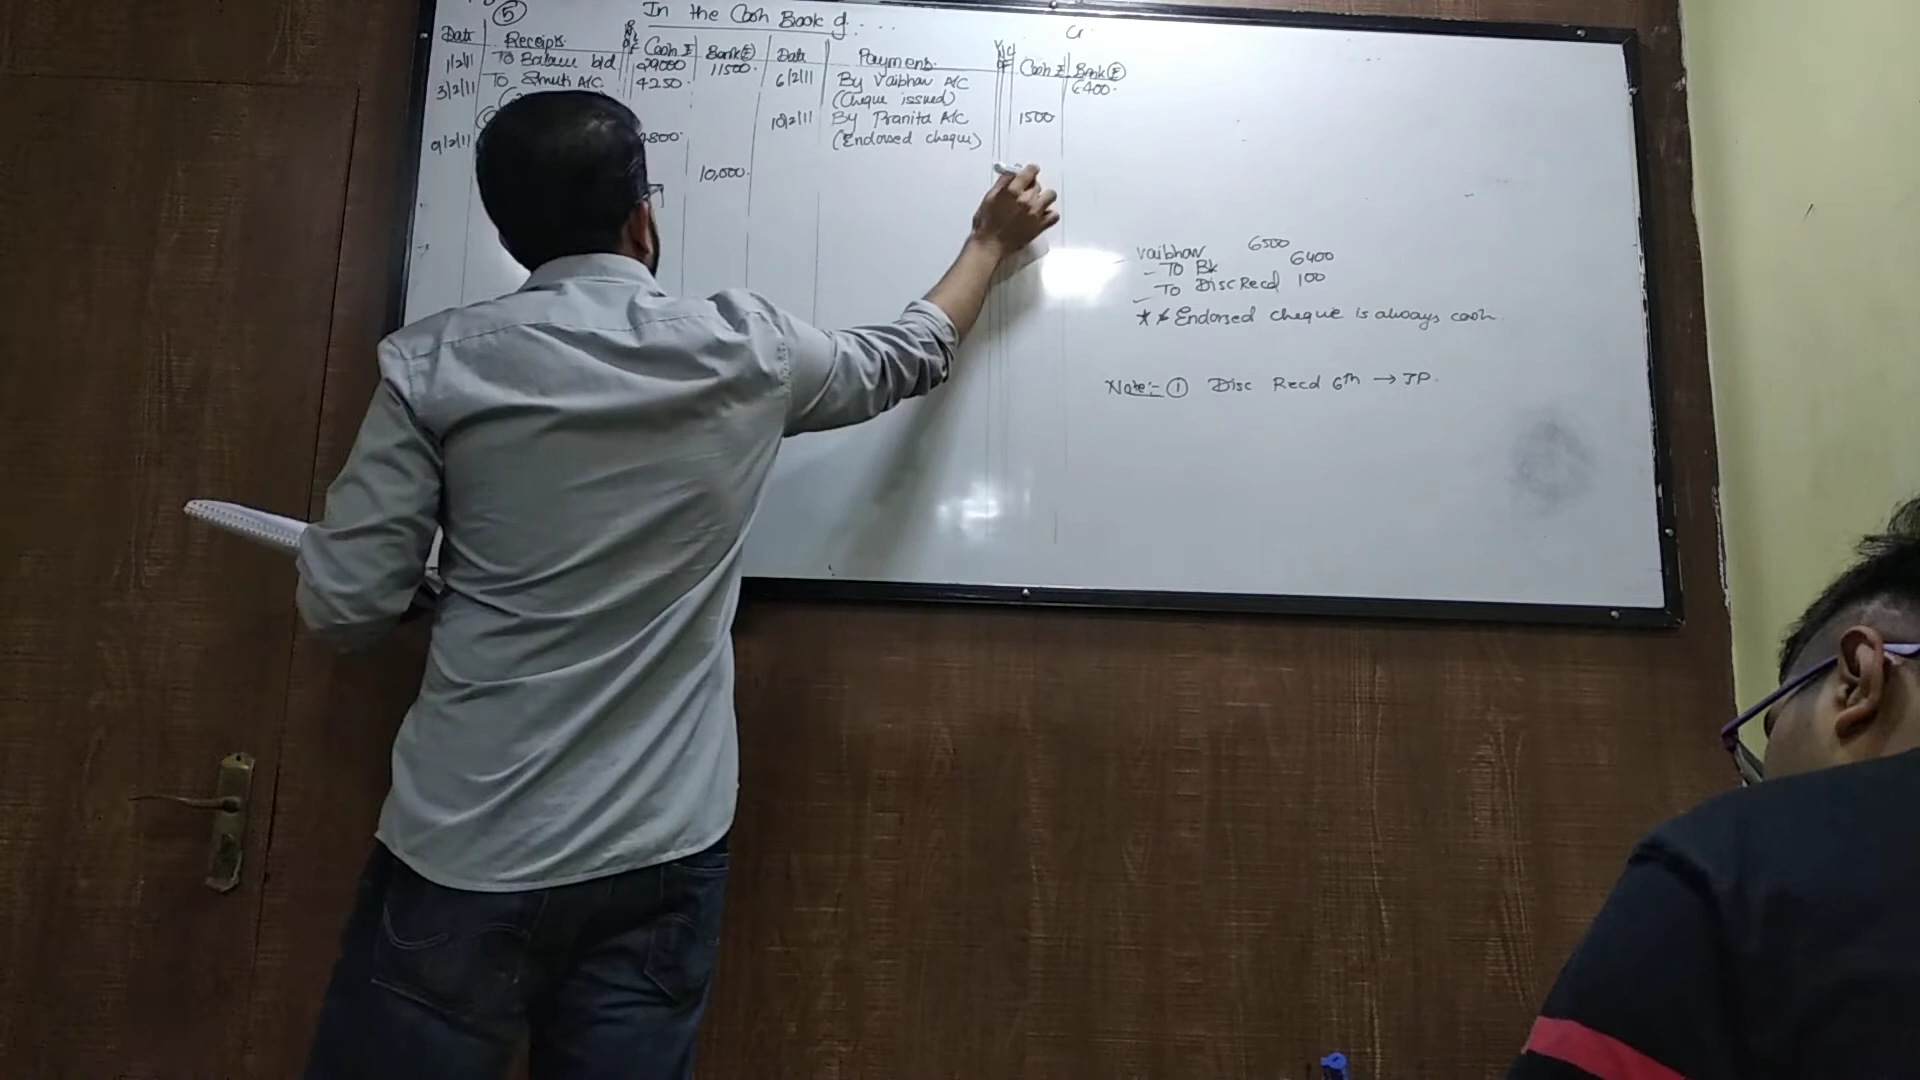 5 In the Cash Book of . . . .
Cr.
Date Receipts Cash ₹ Bank ₹ Date Payments Cash ₹ Bank ₹
1/2/11 To Balance b/d 29000 11500. 6/2/11 By Vaibhav A/C 6400.
3/2/11 To Smuti A/C 4250. (Cheque issued)
10/2/11 By Pranita A/C 1500
9/2/11 (Endorsed cheque)
10,000.
Vaibhav 6500
- To Bk 6400
- To Disc Recd 100
** Endorsed cheque is always cash.
Note:- ① Disc Recd 6th → JP.